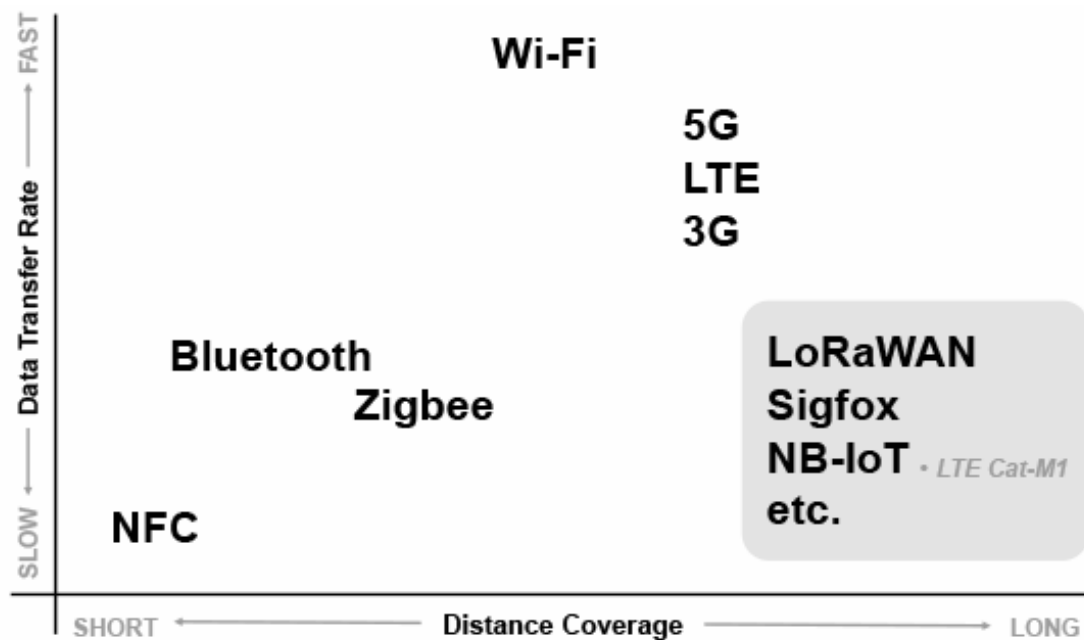 FAST
Data Transfer Rate
SLOW
Wi-Fi
5G
LTE
3G
Bluetooth
Zigbee
NFC
LoRaWAN
Sigfox
NB-IoT • LTE Cat-M1
etc.
SHORT
Distance Coverage
LONG